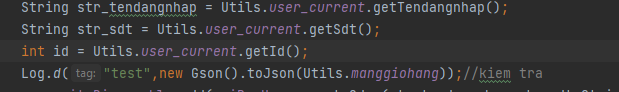 String str_tendangnhap = Utils.user_current.getTendangnhap();
String str_sdt = Utils.user_current.getSdt();
int id = Utils.user_current.getId();
Log.d( tag: "test",new Gson().toJson(Utils.manggiohang));//kiem tra